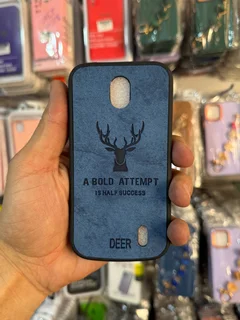 A BOLD ATTEMPT
IS HALF SUCCESS
DEER